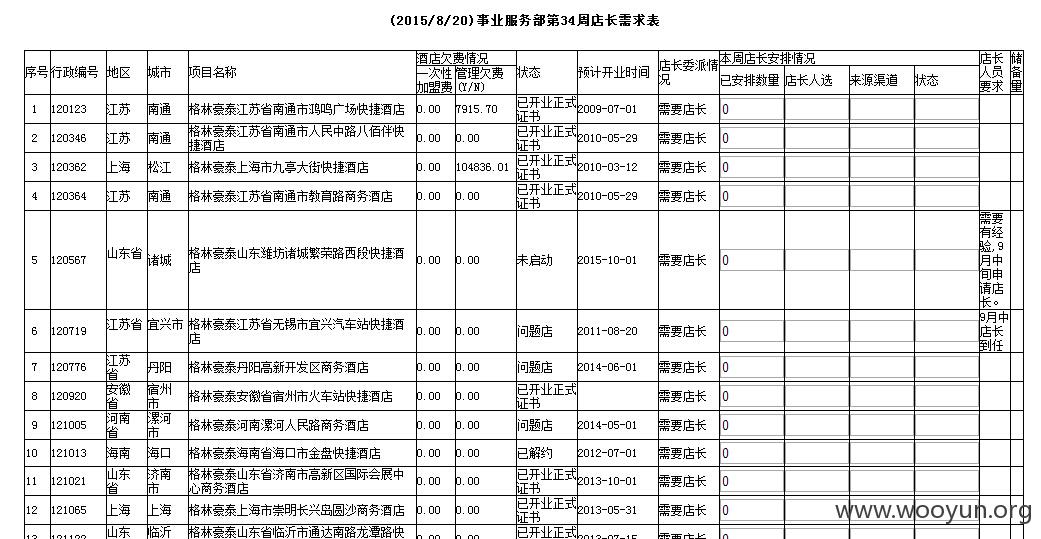 (2015/8/20)事业服务部第34周店长需求表
序号 行政编号 地区 城市 项目名称 酒店欠费情况 状态 预计开业时间 店长委派情况 本周店长安排情况 店长人员要求 储备量
一次性加盟费 管理欠费(Y/N) 已安排数量 店长人选 来源渠道 状态
1 120123 江苏 南通 格林豪泰江苏省南通市鹞鸣广场快捷酒店 0.00 7915.70 已开业正式证书 2009-07-01 需要店长 0
2 120346 江苏 南通 格林豪泰江苏省南通市人民中路八佰伴快捷酒店 0.00 0.00 已开业正式证书 2010-05-29 需要店长 0
3 120362 上海 松江 格林豪泰上海市九亭大街快捷酒店 0.00 104836.01 已开业正式证书 2010-03-12 需要店长 0
4 120364 江苏 南通 格林豪泰江苏省南通市教育路商务酒店 0.00 0.00 已开业正式证书 2010-05-29 需要店长 0
5 120567 山东省 诸城 格林豪泰山东潍坊诸城繁荣路西段快捷酒店 0.00 0.00 未启动 2015-10-01 需要店长 0 需要有经验,9月中旬申请店长。
6 120719 江苏省 宜兴市 格林豪泰江苏省无锡市宜兴汽车站快捷酒店 0.00 0.00 问题店 2011-08-20 需要店长 0 9月中店长到任
7 120776 江苏省 丹阳 格林豪泰丹阳高新开发区商务酒店 0.00 0.00 问题店 2014-06-01 需要店长 0
8 120920 安徽省 宿州市 格林豪泰安徽省宿州市火车站快捷酒店 0.00 0.00 已开业正式证书 需要店长 0
9 121005 河南省 漯河市 格林豪泰河南漯河人民路商务酒店 0.00 0.00 问题店 2014-05-01 需要店长 0
10 121013 海南 海口 格林豪泰海南省海口市金盘快捷酒店 0.00 0.00 已解约 2012-07-01 需要店长 0
11 121021 山东省 济南市 格林豪泰山东省济南市高新区国际会展中心商务酒店 0.00 0.00 已开业正式证书 2013-10-01 需要店长 0
12 121065 上海 上海 格林豪泰上海市崇明长兴岛圆沙商务酒店 0.00 0.00 已开业正式证书 2013-05-31 需要店长 0
山东 临沂 格林豪泰山东省临沂市通达南路龙潭路快 已开业正式
www.wooyun.org